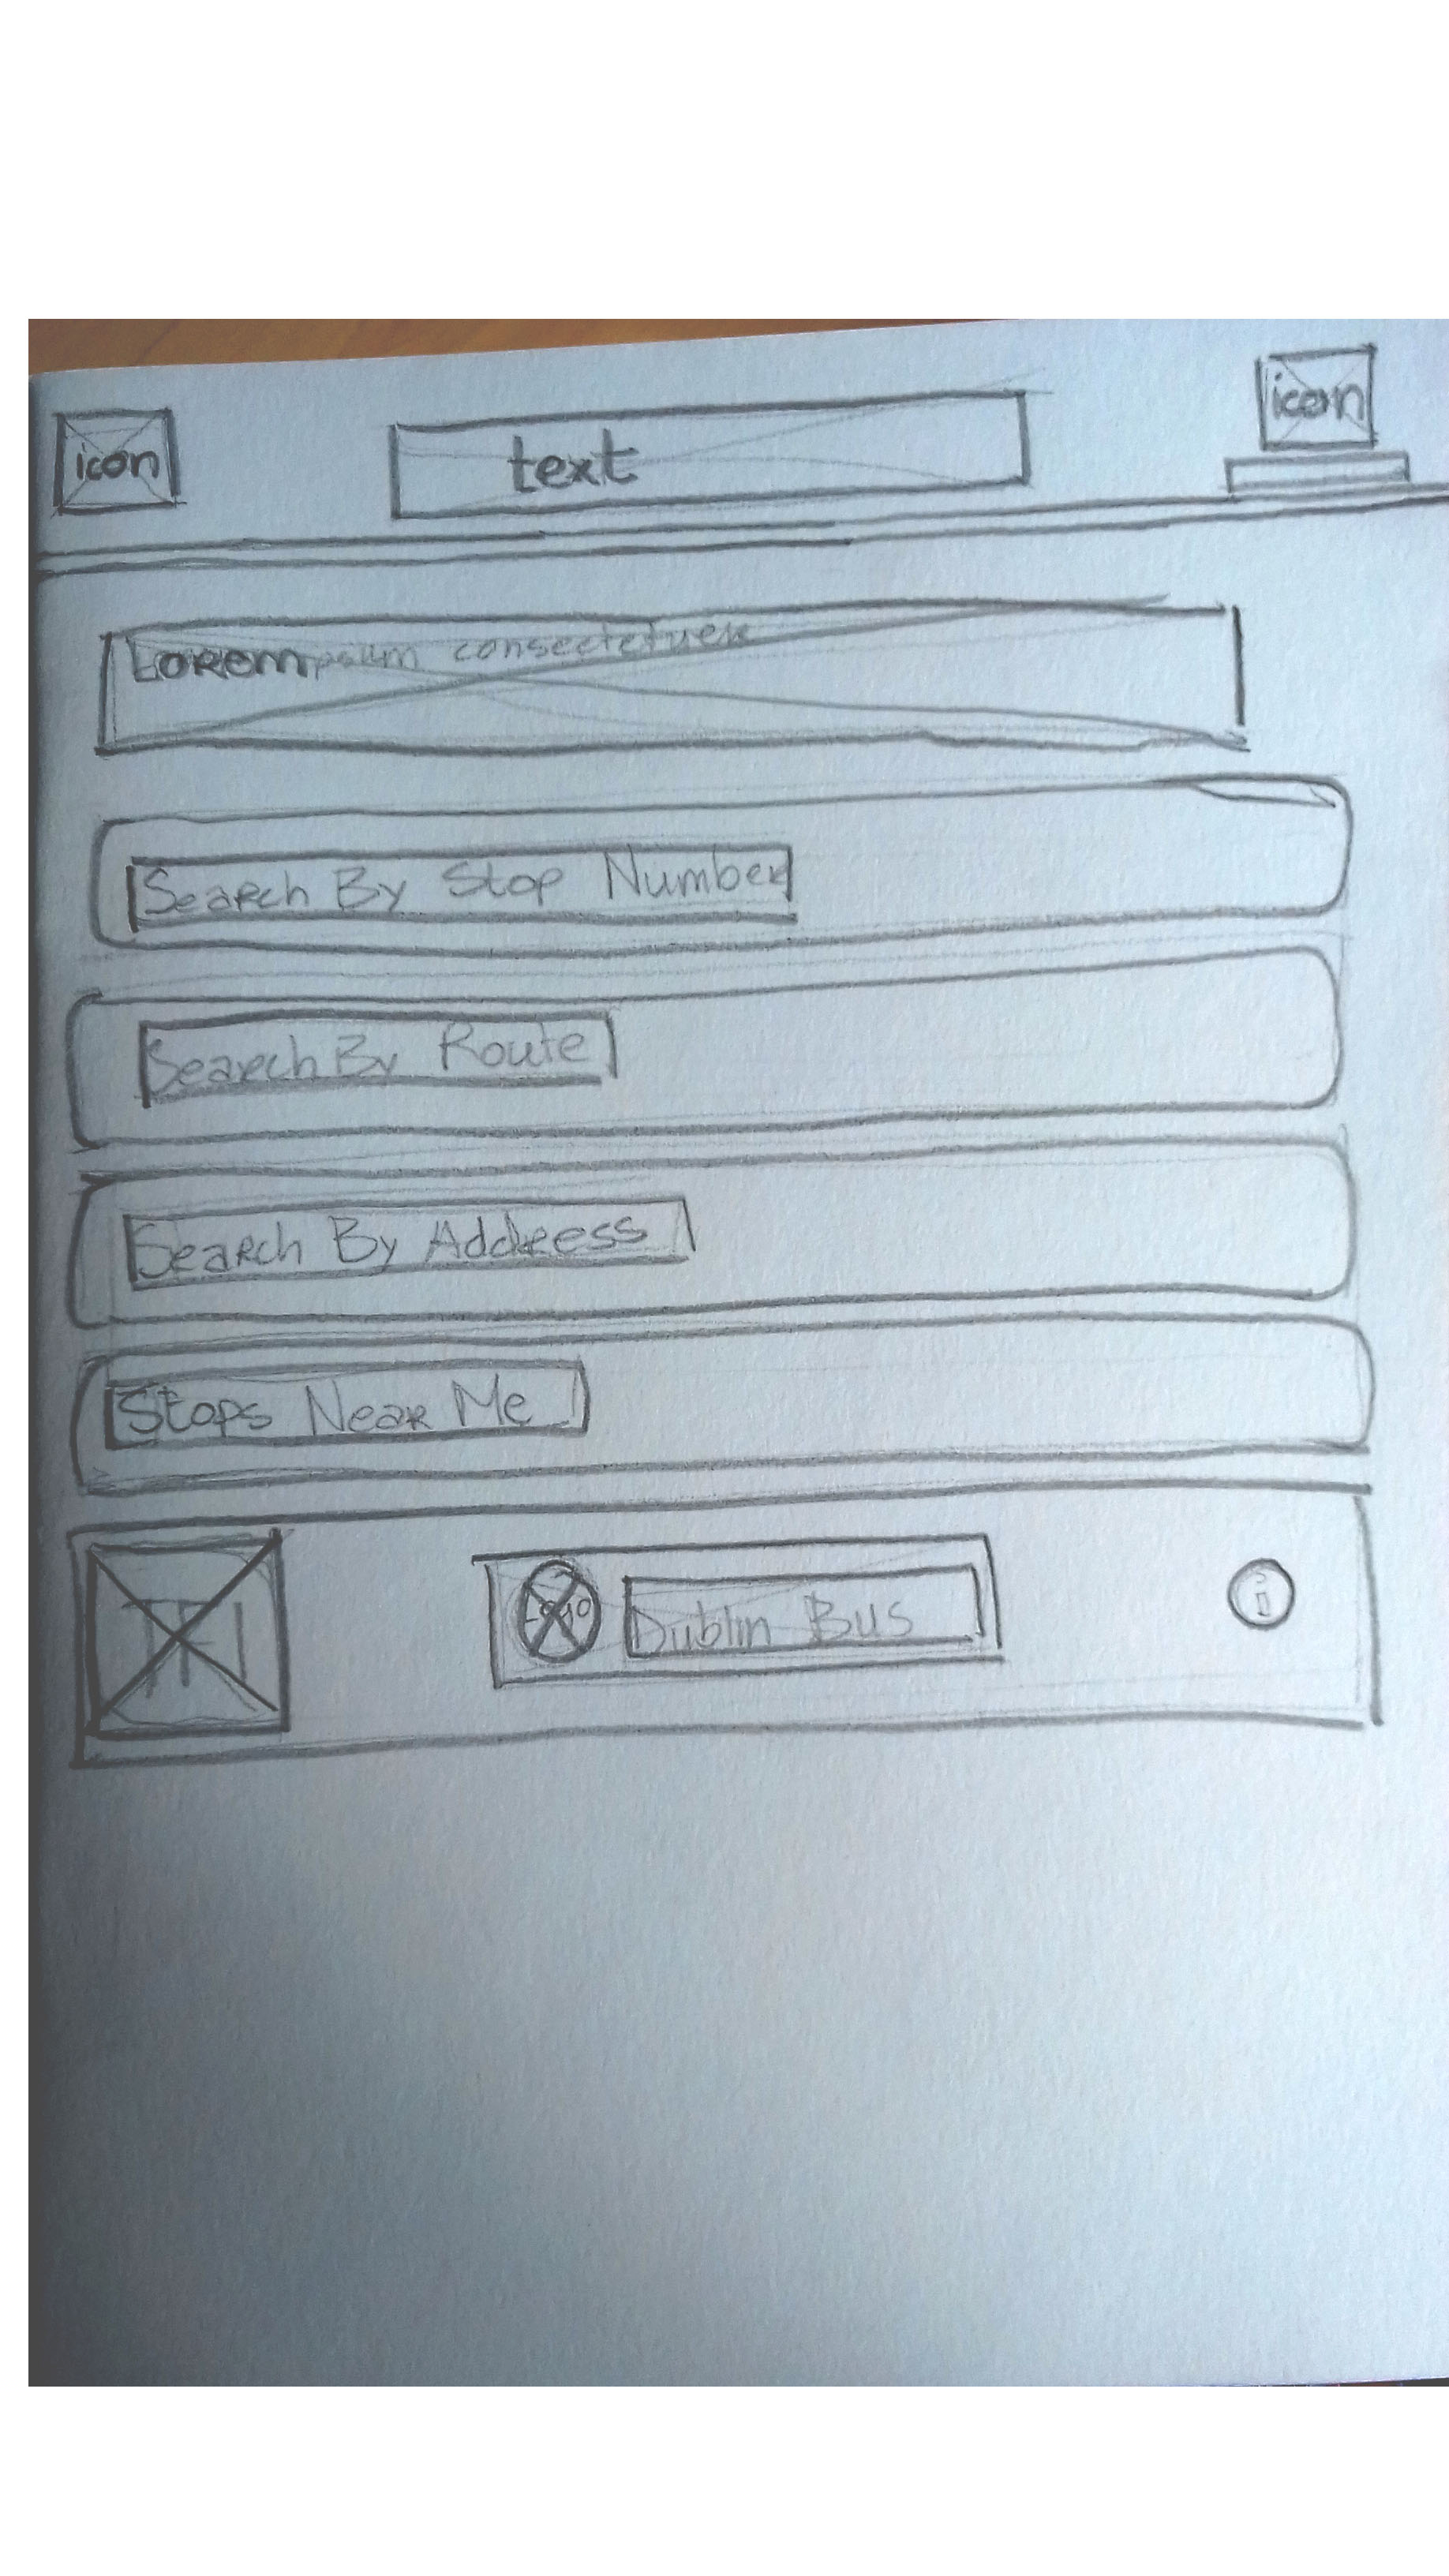 icon
text
icon
Lorem ipsum consectetuer
Search By Stop Number
Search By Route
Search By Address
Stops Near Me
TFI
Logo
Dublin Bus
i